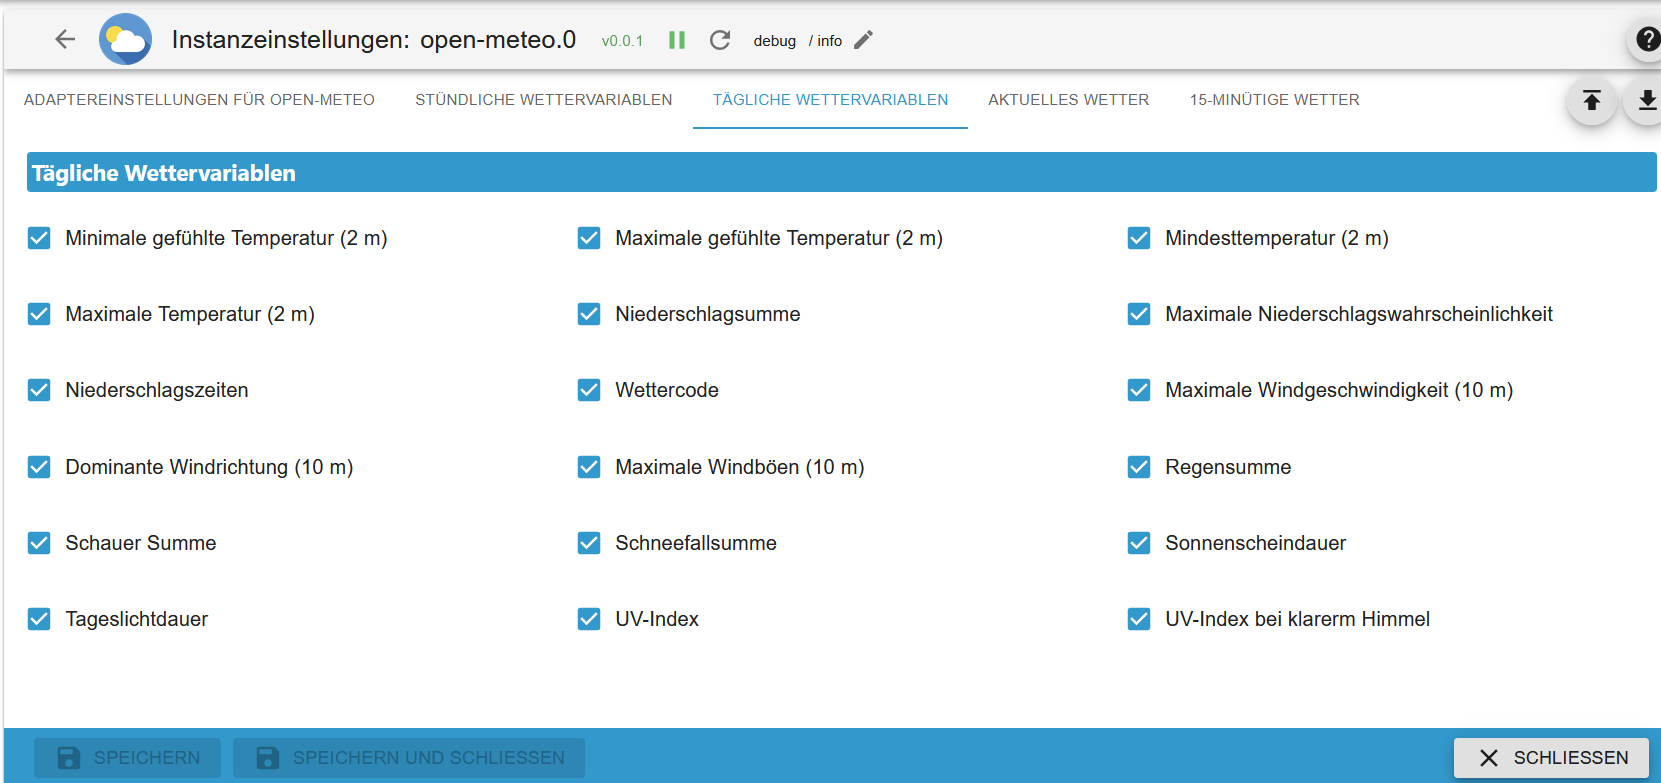 Instanzeinstellungen: open-meteo.0 v0.0.1 debug / info
ADAPTEREINSTELLUNGEN FÜR OPEN-METEO STÜNDLICHE WETTERVARIABLEN TÄGLICHE WETTERVARIABLEN AKTUELLES WETTER 15-MINÜTIGE WETTER
Tägliche Wettervariablen
Minimale gefühlte Temperatur (2 m) Maximale gefühlte Temperatur (2 m) Mindesttemperatur (2 m)
Maximale Temperatur (2 m) Niederschlagsumme Maximale Niederschlagswahrscheinlichkeit
Niederschlagszeiten Wettercode Maximale Windgeschwindigkeit (10 m)
Dominante Windrichtung (10 m) Maximale Windböen (10 m) Regensumme
Schauer Summe Schneefallsumme Sonnenscheindauer
Tageslichtdauer UV-Index UV-Index bei klarerm Himmel
SPEICHERN SPEICHERN UND SCHLIESSEN SCHLIESSEN